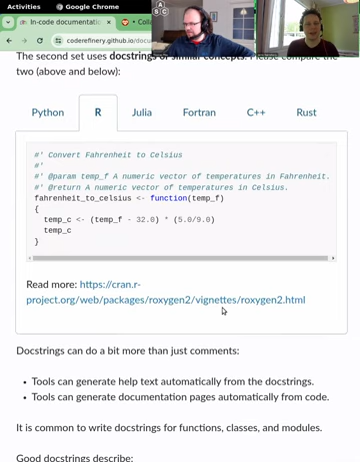 Activities
Google Chrome
In-code documentatio
Colla
coderefinery.github.io/docu
The second set uses docstrings or similar concepts. Please compare the
two (above and below):
Python R Julia Fortran C++ Rust
#' Convert Fahrenheit to Celsius
#'
#' @param temp_f A numeric vector of temperatures in Fahrenheit.
#' @return A numeric vector of temperatures in Celsius.
fahrenheit_to_celsius <- function(temp_f)
{
temp_c <- (temp_f - 32.0) * (5.0/9.0)
temp_c
}
Read more: https://cran.r-
project.org/web/packages/roxygen2/vignettes/roxygen2.html
Docstrings can do a bit more than just comments:
• Tools can generate help text automatically from the docstrings.
• Tools can generate documentation pages automatically from code.
It is common to write docstrings for functions, classes, and modules.
Good docstrings describe: